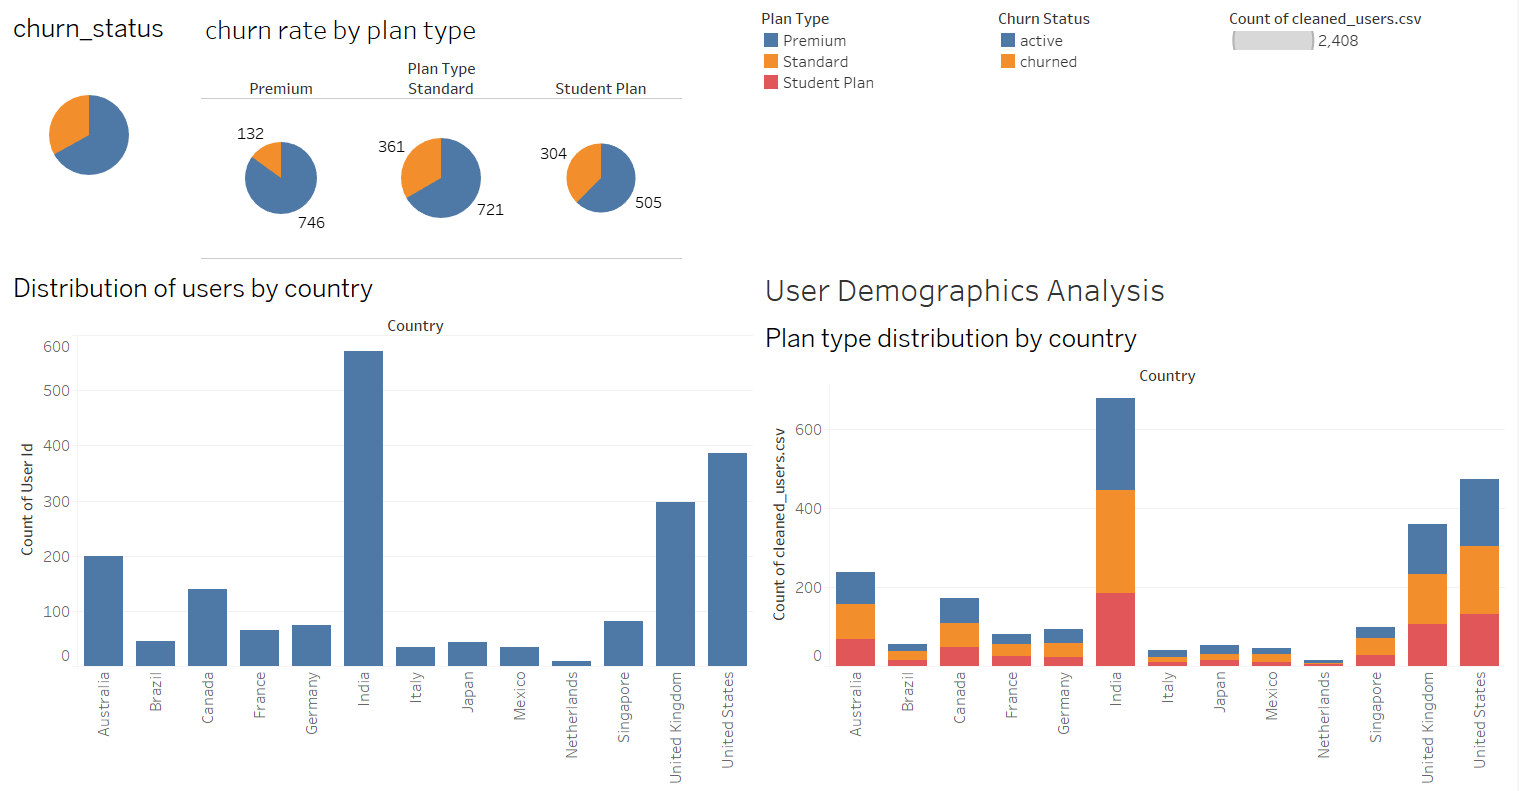 churn_status
churn rate by plan type
Plan Type
Premium
Standard
Student Plan
132
746
361
721
304
505
Plan Type
Premium
Standard
Student Plan
Churn Status
active
churned
Count of cleaned_users.csv
2,408
Distribution of users by country
Country
Count of User Id
600
500
400
300
200
100
0
Australia
Brazil
Canada
France
Germany
India
Italy
Japan
Mexico
Netherlands
Singapore
United Kingdom
United States
User Demographics Analysis
Plan type distribution by country
Country
Count of cleaned_users.csv
600
400
200
0
Australia
Brazil
Canada
France
Germany
India
Italy
Japan
Mexico
Netherlands
Singapore
United Kingdom
United States